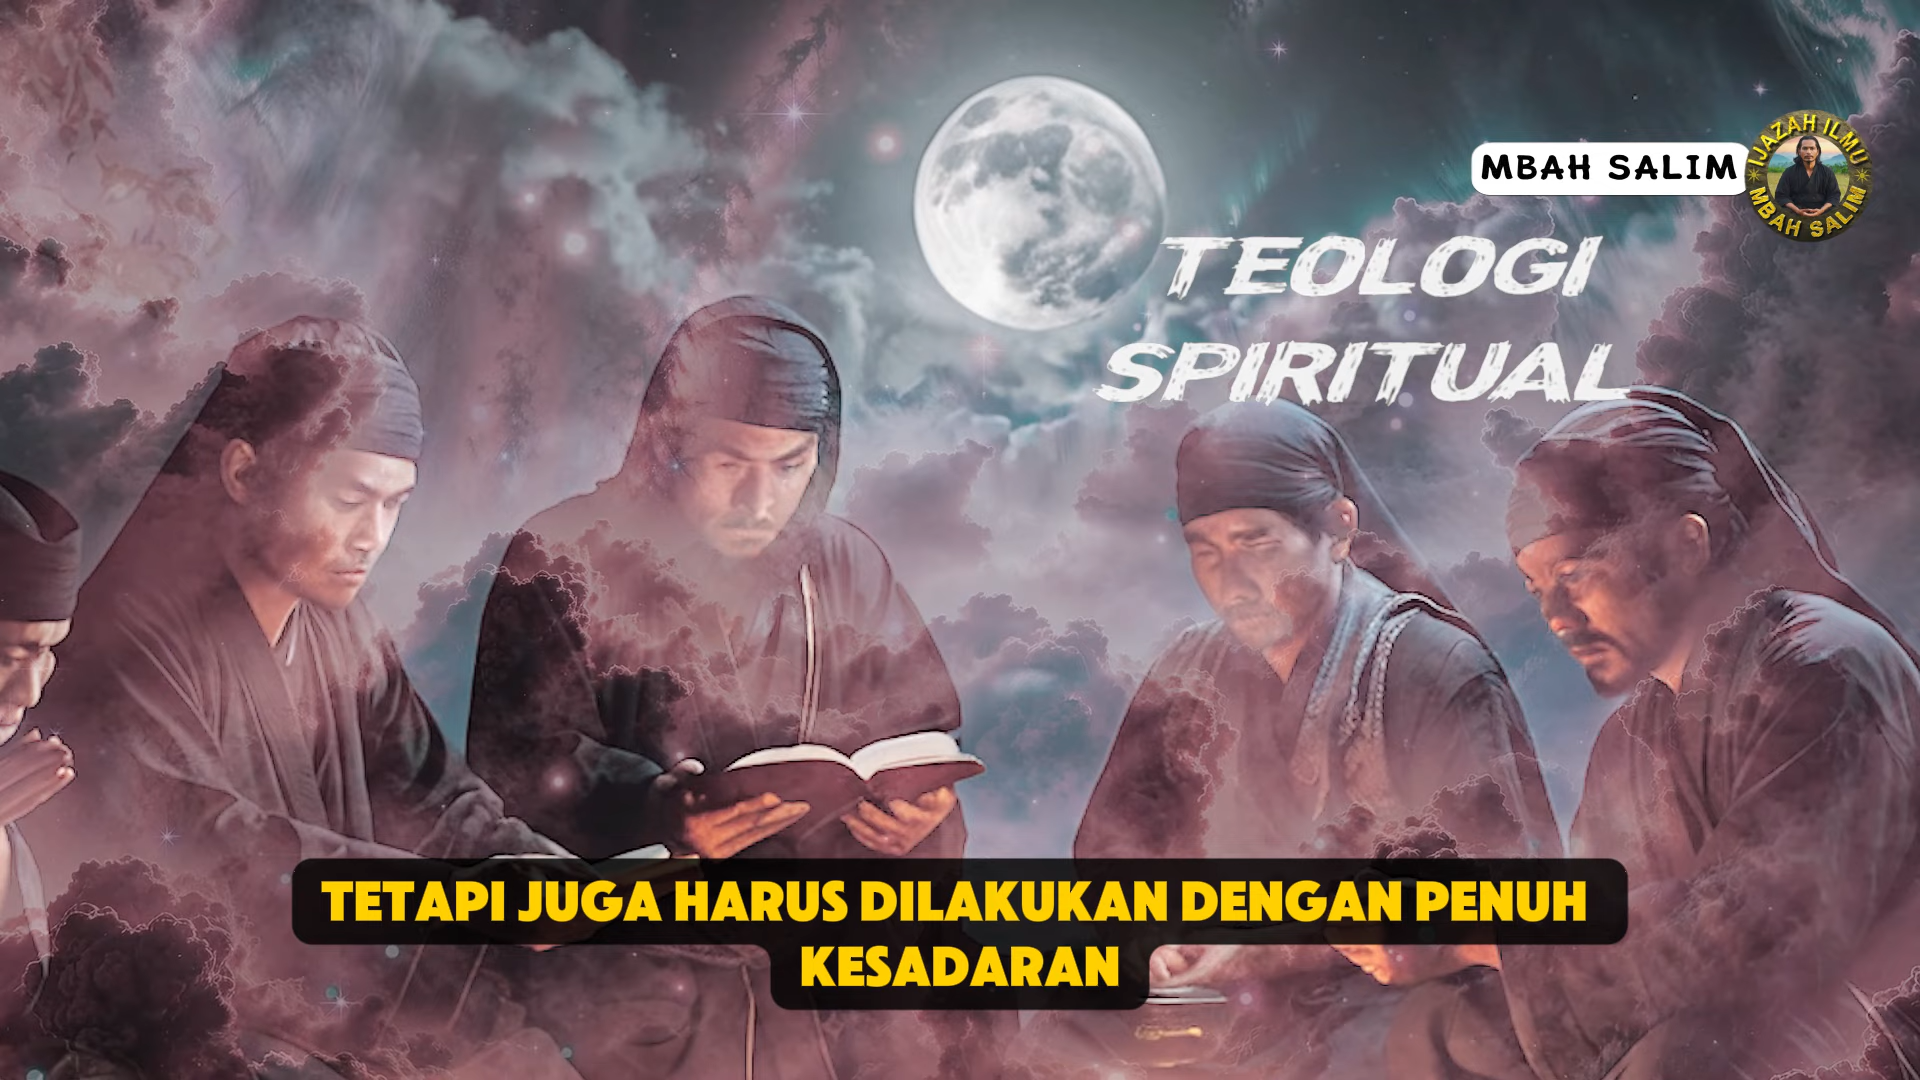 MBAH SALIM
IJAZAH ILMU
MBAH SALIM
TEOLOGI
SPIRITUAL
TETAPI JUGA HARUS DILAKUKAN DENGAN PENUH
KESADARAN